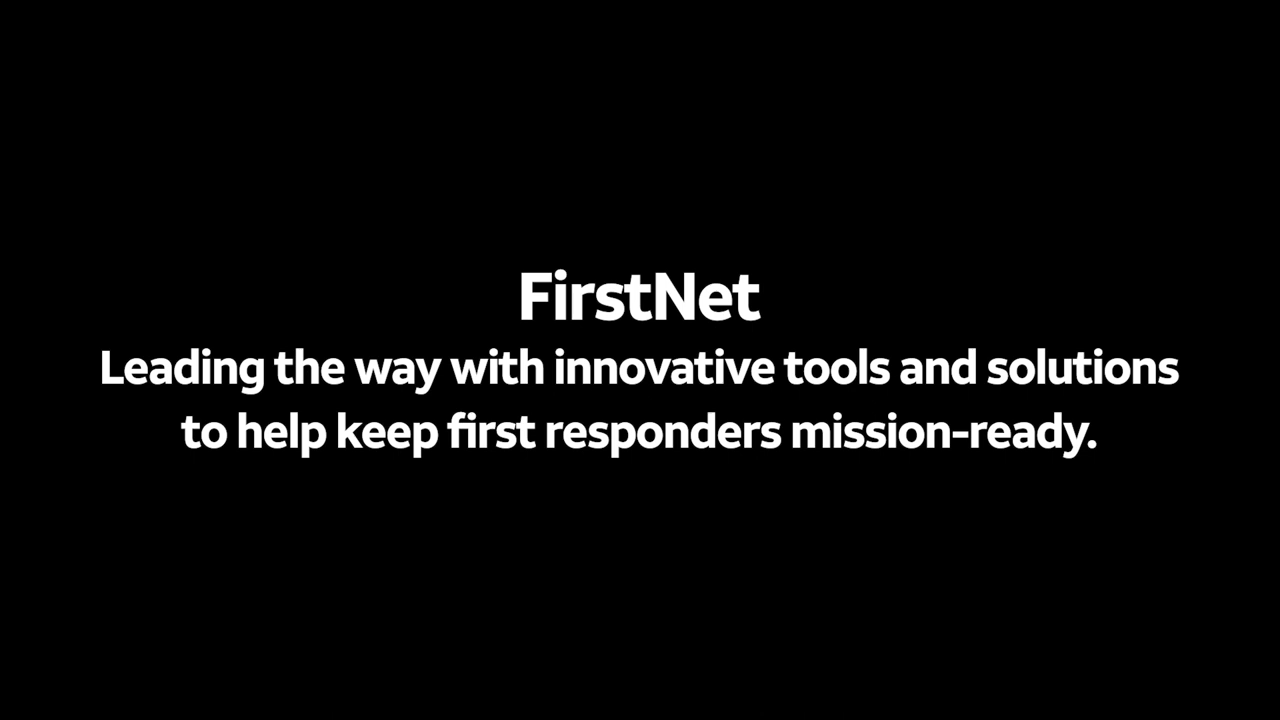 FirstNet
Leading the way with innovative tools and solutions
to help keep first responders mission-ready.